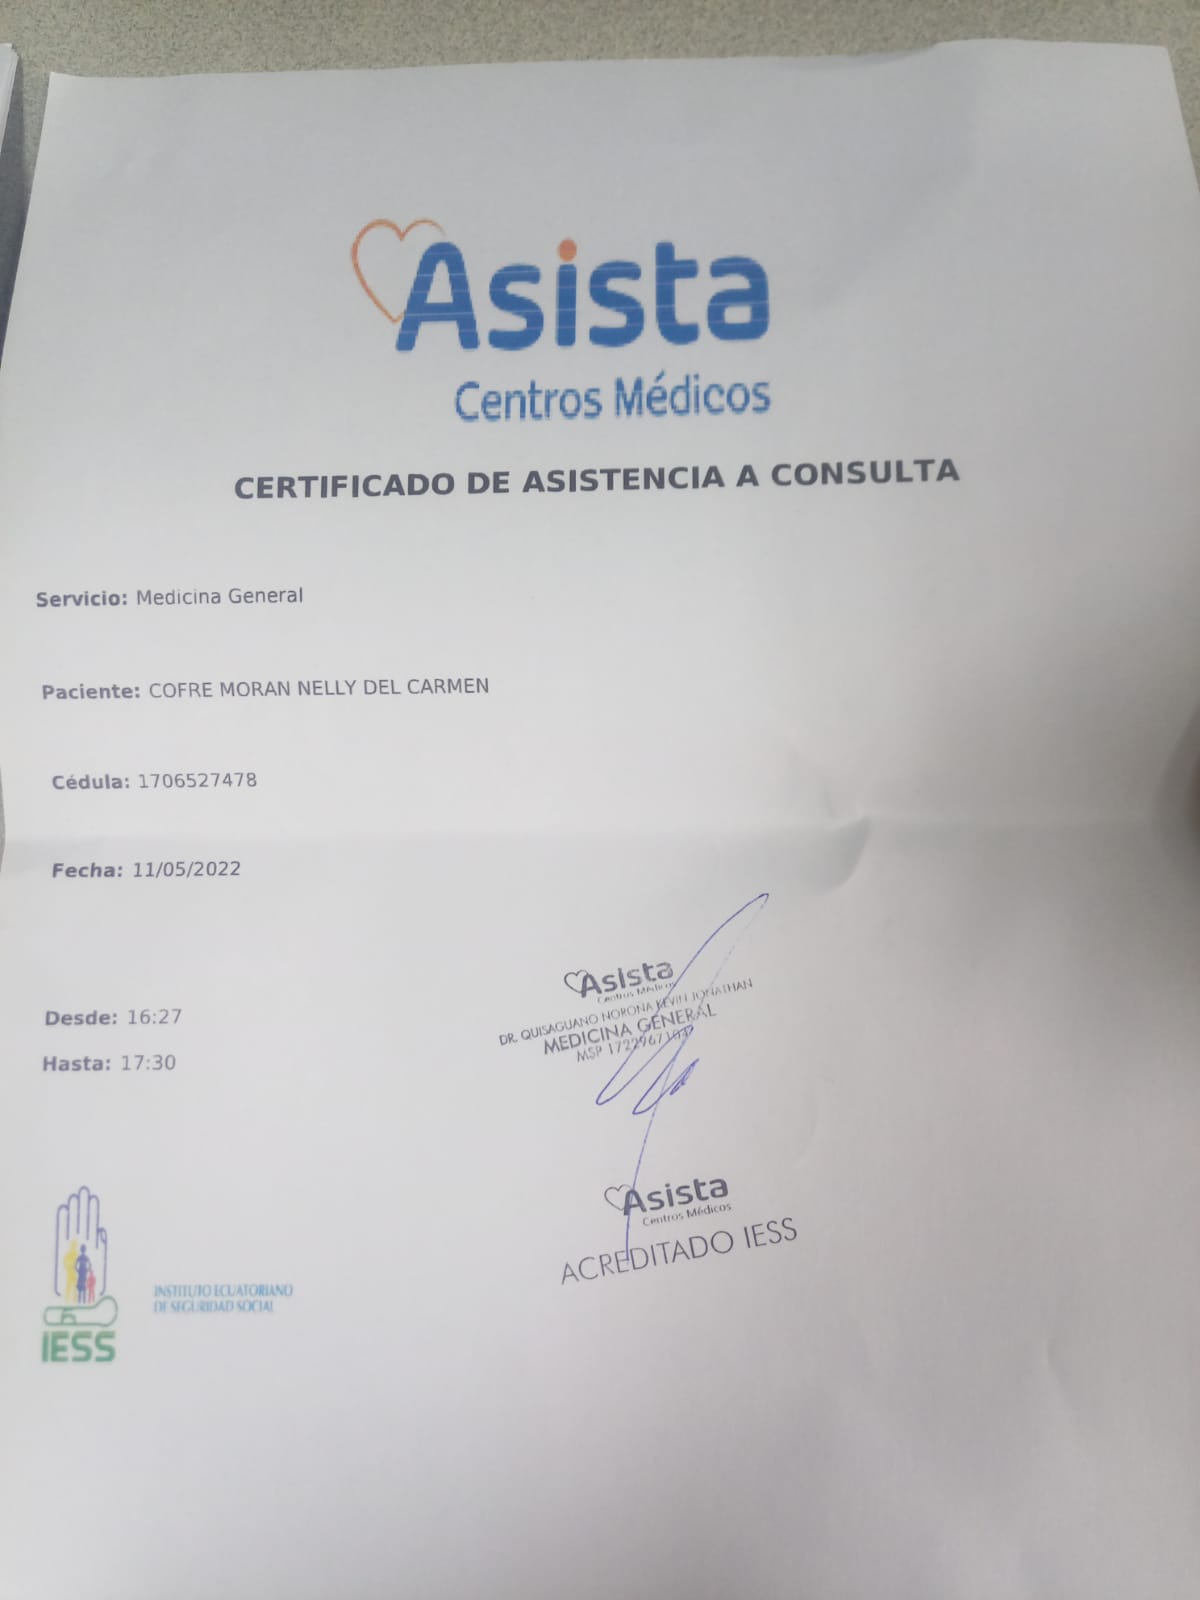 Asista
Centros Médicos
CERTIFICADO DE ASISTENCIA A CONSULTA
Servicio: Medicina General
Paciente: COFRE MORAN NELLY DEL CARMEN
Cédula: 1706527478
Fecha: 11/05/2022
Desde: 16:27
Hasta: 17:30
Asista
Centros Médicos
DR. QUISAGUANO NORONA KEVIN JONATHAN
MEDICINA GENERAL
MSP
Asista
Centros Médicos
ACREDITADO IESS
INSTITUTO ECUATORIANO
DE SEGURIDAD SOCIAL
IESS